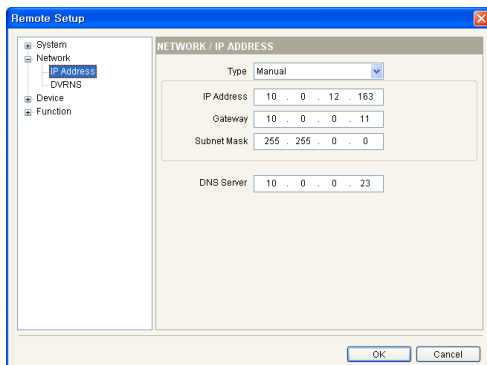 Remote Setup
System
Network
IP Address
DVRNS
Device
Function
NETWORK / IP ADDRESS
Type Manual
IP Address 10 . 0 . 12 . 163
Gateway 10 . 0 . 0 . 11
Subnet Mask 255 . 255 . 0 . 0
DNS Server 10 . 0 . 0 . 23
OK Cancel